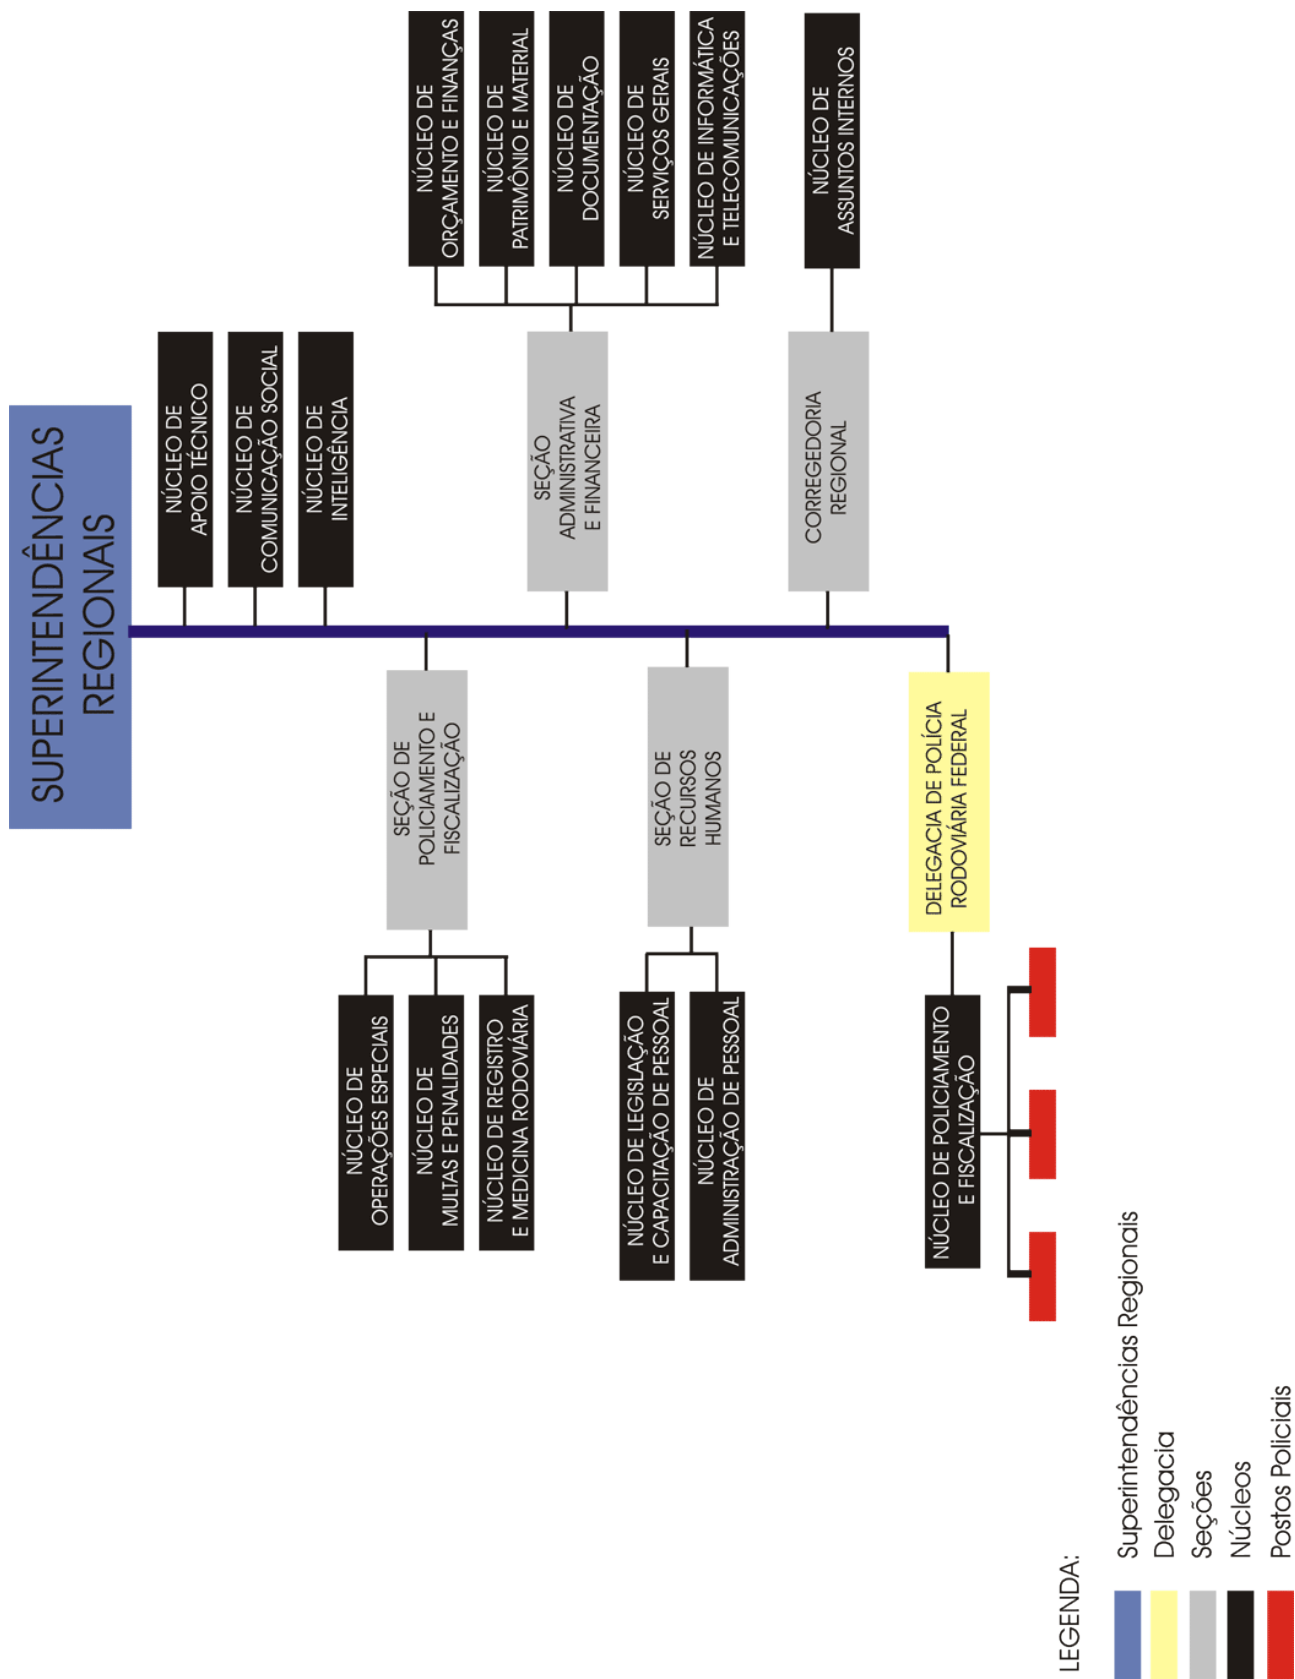 SUPERINTENDÊNCIAS
REGIONAIS
NÚCLEO DE
APOIO TÉCNICO
NÚCLEO DE
COMUNICAÇÃO SOCIAL
NÚCLEO DE
INTELIGÊNCIA
SEÇÃO DE
POLICIAMENTO E
FISCALIZAÇÃO
NÚCLEO DE
OPERAÇÕES ESPECIAIS
NÚCLEO DE
MULTAS E PENALIDADES
NÚCLEO DE REGISTRO
E MEDICINA RODOVIÁRIA
SEÇÃO
ADMINISTRATIVA
E FINANCEIRA
NÚCLEO DE
ORÇAMENTO E FINANÇAS
NÚCLEO DE
PATRIMÔNIO E MATERIAL
NÚCLEO DE
DOCUMENTAÇÃO
NÚCLEO DE
SERVIÇOS GERAIS
NÚCLEO DE INFORMÁTICA
E TELECOMUNICAÇÕES
SEÇÃO DE
RECURSOS
HUMANOS
NÚCLEO DE LEGISLAÇÃO
E CAPACITAÇÃO DE PESSOAL
NÚCLEO DE
ADMINISTRAÇÃO DE PESSOAL
CORREGEDORIA
REGIONAL
NÚCLEO DE
ASSUNTOS INTERNOS
DELEGACIA DE POLÍCIA
RODOVIÁRIA FEDERAL
NÚCLEO DE POLICIAMENTO
E FISCALIZAÇÃO
LEGENDA:
Superintendências Regionais
Delegacia
Seções
Núcleos
Postos Policiais